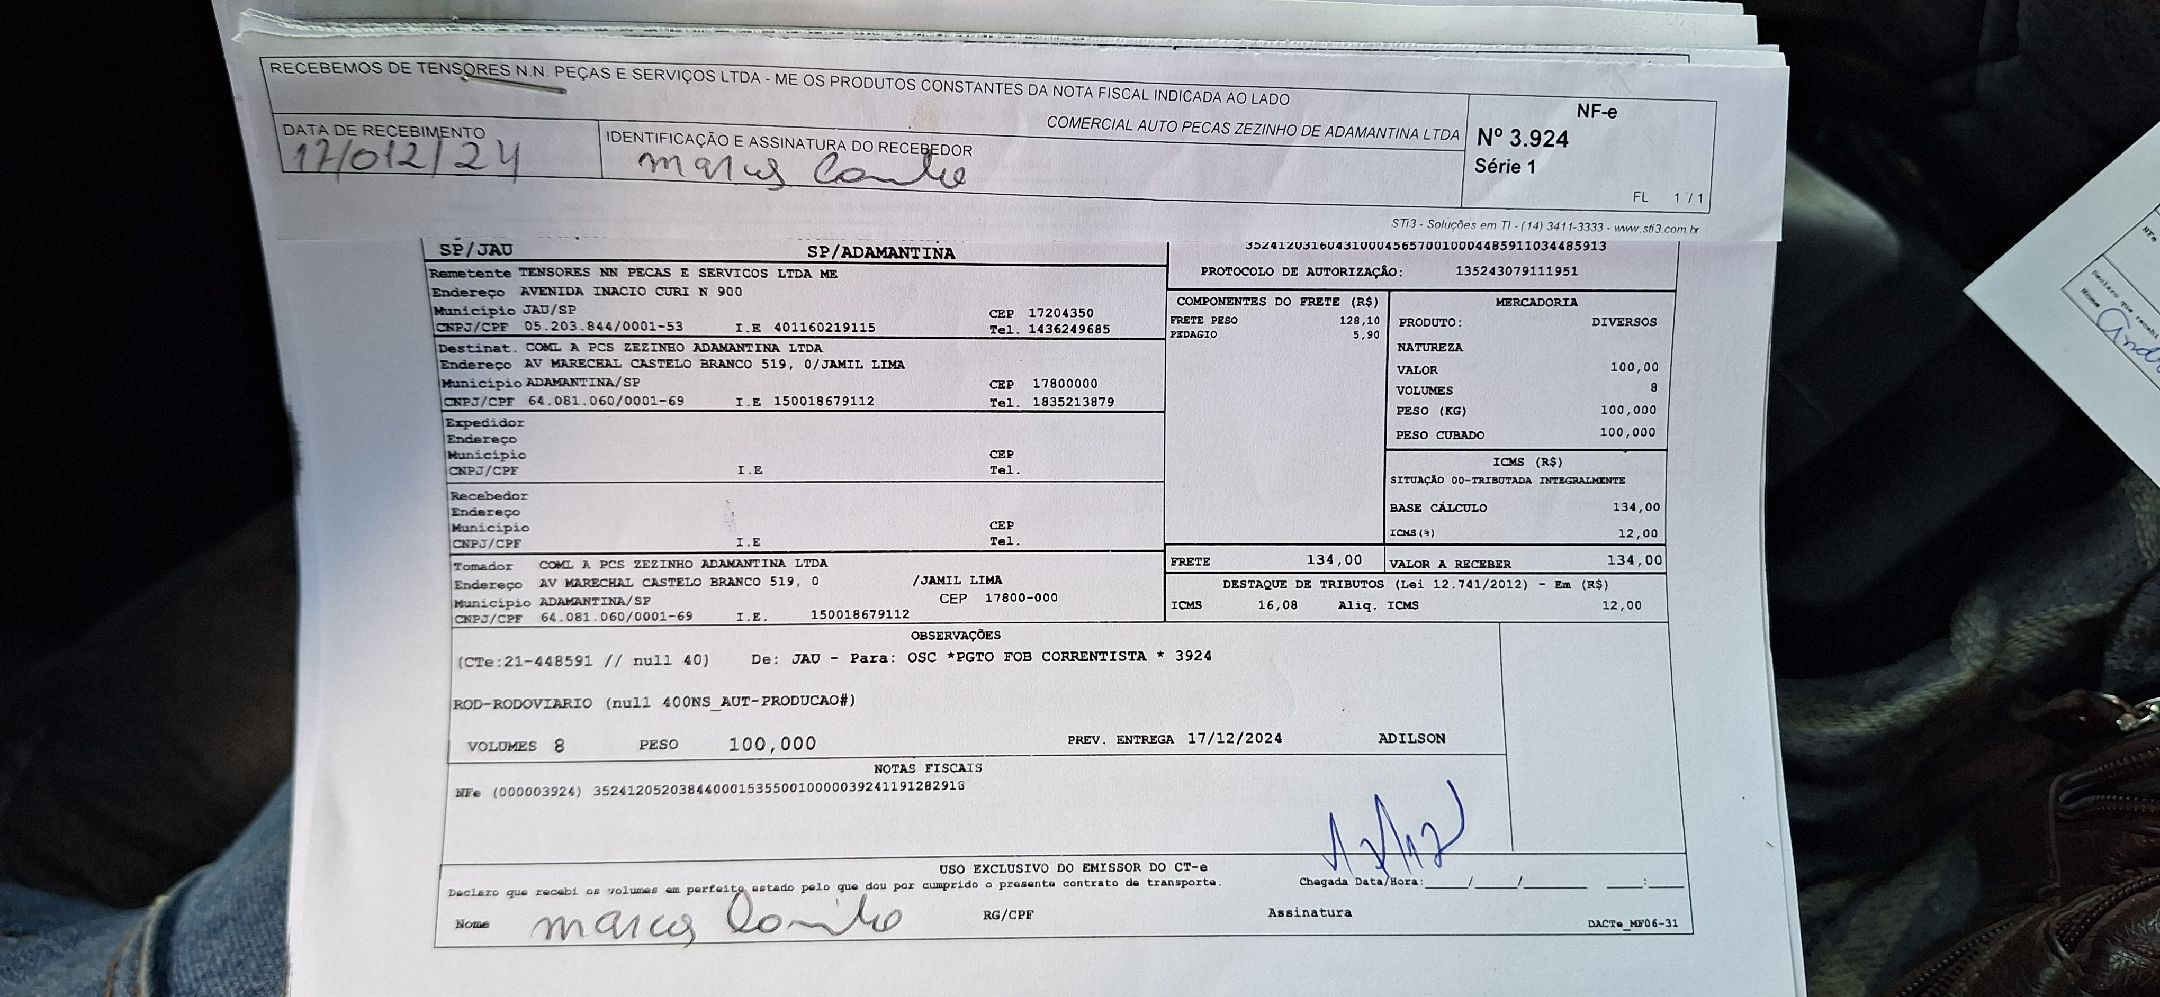 RECEBEMOS DE TENSORES N.N. PEÇAS E SERVIÇOS LTDA - ME OS PRODUTOS CONSTANTES DA NOTA FISCAL INDICADA AO LADO
COMERCIAL AUTO PECAS ZEZINHO DE ADAMANTINA LTDA
NF-e
Nº 3.924
Série 1
FL 1 / 1
DATA DE RECEBIMENTO
17/012/24
IDENTIFICAÇÃO E ASSINATURA DO RECEBEDOR
STi3 - Soluções em TI - (14) 3411-3333 - www.sti3.com.br
SP/JAU SP/ADAMANTINA
Remetente TENSORES NN PECAS E SERVICOS LTDA ME
Endereço AVENIDA INACIO CURI N 900
Município JAU/SP CEP 17204350
CNPJ/CPF 05.203.844/0001-53 I.E 401160219115 Tel. 1436249685
Destinat. COML A PCS ZEZINHO ADAMANTINA LTDA
Endereço AV MARECHAL CASTELO BRANCO 519, 0/JAMIL LIMA
Município ADAMANTINA/SP CEP 17800000
CNPJ/CPF 64.081.060/0001-69 I.E 150018679112 Tel. 1835213879
Expedidor
Endereço
Município CEP
CNPJ/CPF I.E Tel.
Recebedor
Endereço
Município CEP
CNPJ/CPF I.E Tel.
Tomador COML A PCS ZEZINHO ADAMANTINA LTDA
Endereço AV MARECHAL CASTELO BRANCO 519, 0 /JAMIL LIMA
Município ADAMANTINA/SP CEP 17800-000
CNPJ/CPF 64.081.060/0001-69 I.E. 150018679112
PROTOCOLO DE AUTORIZAÇÃO: 135243079111951
COMPONENTES DO FRETE (R$)
FRETE PESO 128,10
PEDAGIO 5,90
MERCADORIA
PRODUTO: DIVERSOS
NATUREZA
VALOR 100,00
VOLUMES 8
PESO (KG) 100,000
PESO CUBADO 100,000
ICMS (R$)
SITUAÇÃO 00-TRIBUTADA INTEGRALMENTE
BASE CÁLCULO 134,00
ICMS(%) 12,00
FRETE 134,00 VALOR A RECEBER 134,00
DESTAQUE DE TRIBUTOS (Lei 12.741/2012) - Em (R$)
ICMS 16,08 Aliq. ICMS 12,00
OBSERVAÇÕES
(CTe:21-448591 // null 40) De: JAU - Para: OSC *PGTO FOB CORRENTISTA * 3924
ROD-RODOVIARIO (null 400NS_AUT-PRODUCAO#)
VOLUMES 8 PESO 100,000 PREV. ENTREGA 17/12/2024 ADILSON
NOTAS FISCAIS
NFe (000003924) 35241205203844000153550010000039241191282918
17/12
USO EXCLUSIVO DO EMISSOR DO CT-e
Declaro que recebi os volumes em perfeito estado pelo que dou por cumprido o presente contrato de transporte. Chegada Data/Hora: / / :
Nome RG/CPF Assinatura DACTe_MF06-31